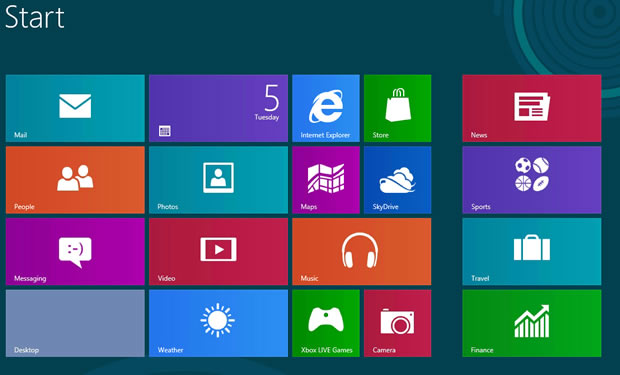 Start
Mail
5
Tuesday
Internet Explorer
Store
News
People
Photos
Maps
SkyDrive
Sports
Messaging
:-)
Video
Music
Travel
Desktop
Weather
Xbox LIVE Games
Camera
Finance